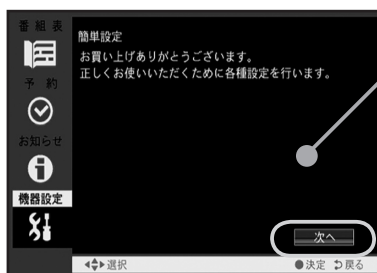 番組表
予 約
お知らせ
機器設定
簡単設定
お買い上げありがとうございます。
正しくお使いいただくために各種設定を行います。
次へ
選択
決定 戻る